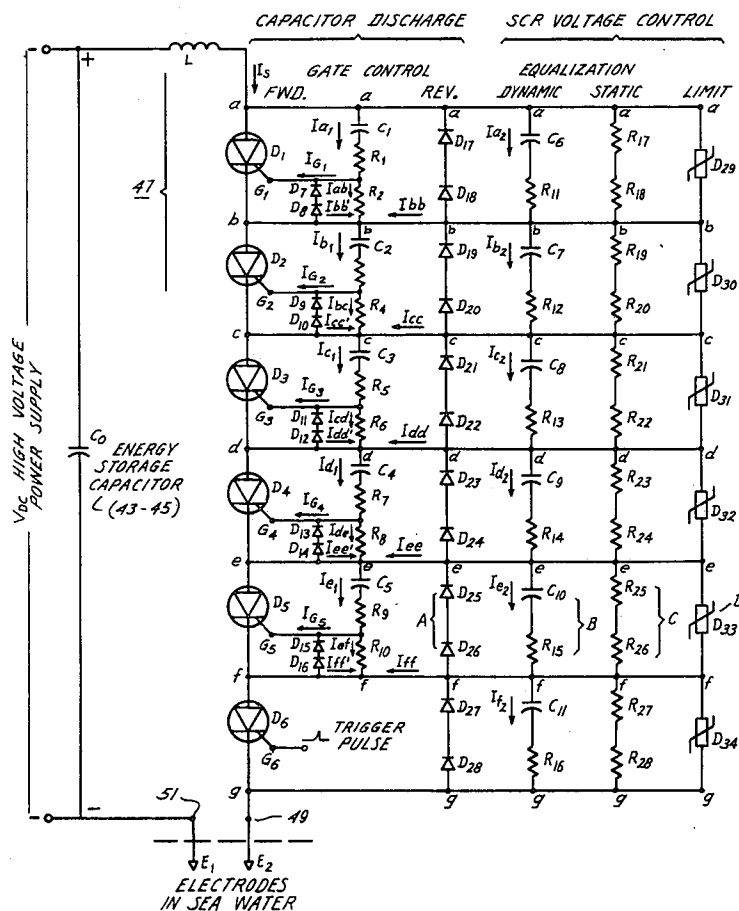 CAPACITOR DISCHARGE SCR VOLTAGE CONTROL
GATE CONTROL EQUALIZATION
FWD. REV. DYNAMIC STATIC LIMIT
+ L Is
a a a a a a
Ia1 C1 D17 Ia2 C6 R17
D1 R1 D29
47 IG1
G1 D7 Iab R2 D18 R11 R18
D8 Ibb' Ibb
b b b b b b
Ib1 C2 D19 Ib2 C7 R19
D2 D30
IG2
G2 D9 Ibc R4 D20 R12 R20
D10 Icc' Icc
c c c c c c
Ic1 C3 D21 Ic2 C8 R21
D3 R5 D31
IG3
G3 D11 Icd R6 D22 R13 R22
D12 Idd' Idd
d d d d d d
Id1 C4 D23 Id2 C9 R23
D4 R7 D32
IG4
G4 D13 Ide R8 D24 R14 R24
D14 Iee' Iee
e e e e e e
Ie1 C5 D25 Ie2 C10 R25
D5 R9 A B C D33
IG5
G5 D15 Ief R10 D26 R15 R26
D16 Iff' Iff
f f f f f f
D27 If2 C11 R27
D6 D34
TRIGGER
PULSE
G6 D28 R16 R28
g g g g g
VDC HIGH VOLTAGE
POWER SUPPLY
C0 ENERGY
STORAGE
CAPACITOR
(43-45)
− 51 49
E1 E2
ELECTRODES
IN SEA WATER